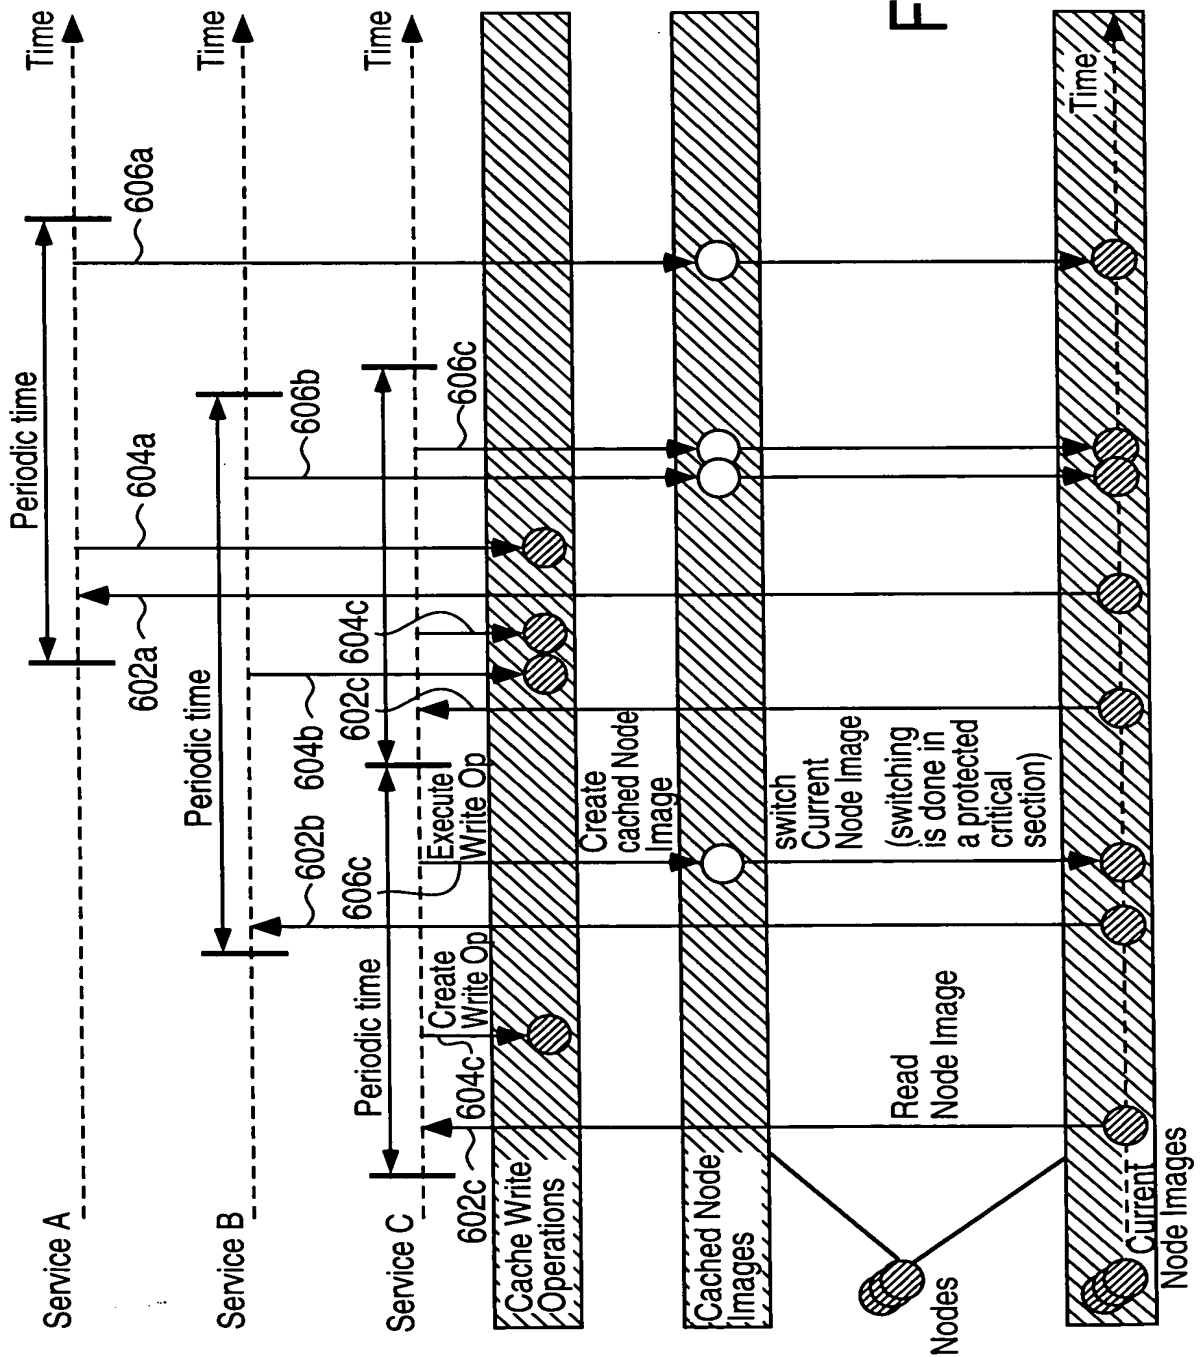 Service A
Time
Periodic time
602a
604a
606a
Service B
Time
Periodic time
602b
604b
606b
Service C
Time
Periodic time
602c
604c
Create
Write Op
606c
Execute
Write Op
602c
604c
606c
Cache Write
Operations
Cached Node
Images
Create
cached Node
Image
Nodes
Read
Node Image
switch
Current
Node Image
(switching
is done in
a protected
critical
section)
F
Current
Node Images
Time